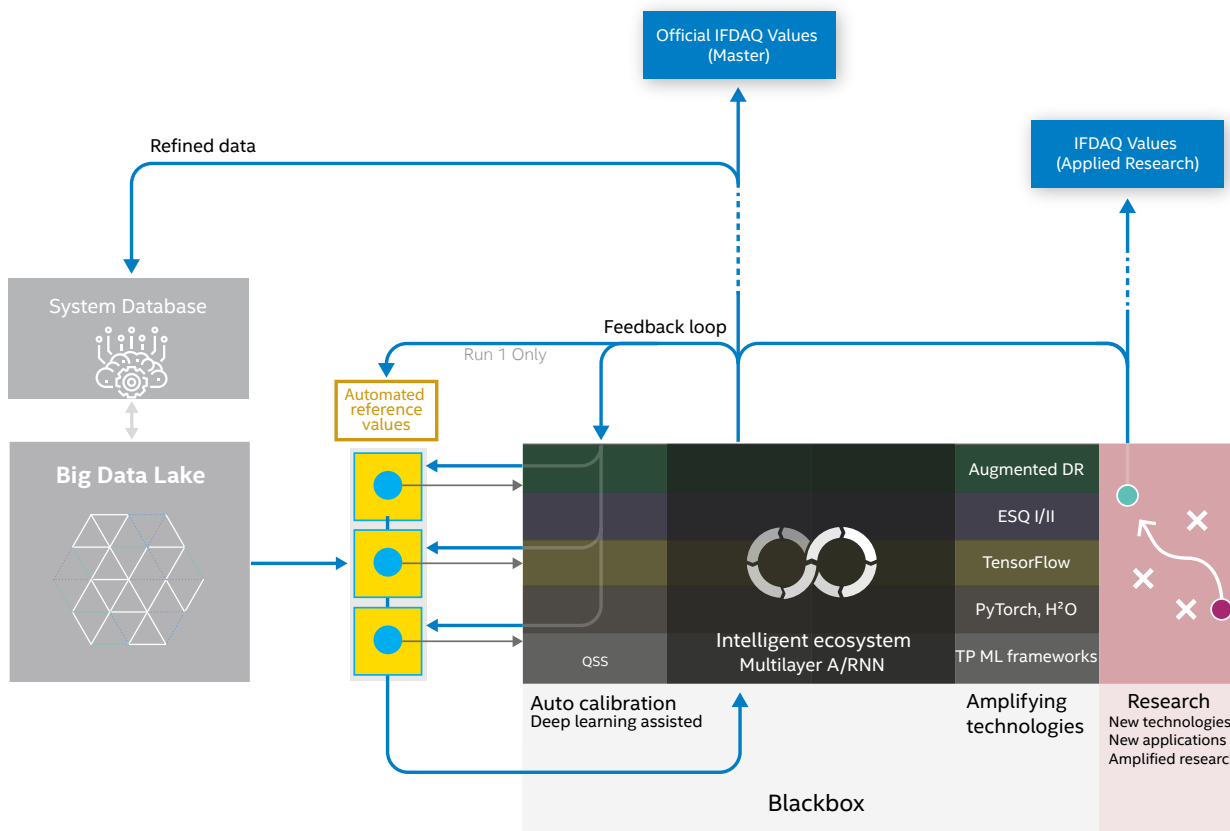 Official IFDAQ Values
(Master)
IFDAQ Values
(Applied Research)
Refined data
System Database
Feedback loop
Run 1 Only
Automated
reference
values
Big Data Lake
Augmented DR
ESQ I/II
TensorFlow
PyTorch, H²O
TP ML frameworks
QSS
Intelligent ecosystem
Multilayer A/RNN
Auto calibration
Deep learning assisted
Amplifying
technologies
Research
New technologies
New applications
Amplified research
Blackbox